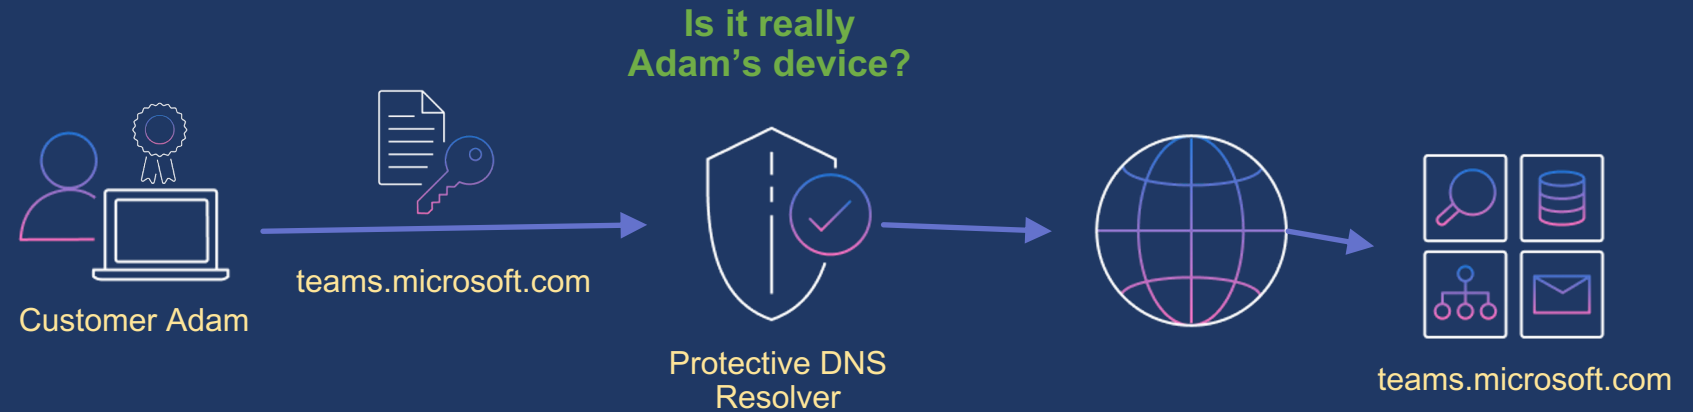 Is it really
Adam’s device?
teams.microsoft.com
Customer Adam
Protective DNS
Resolver
teams.microsoft.com